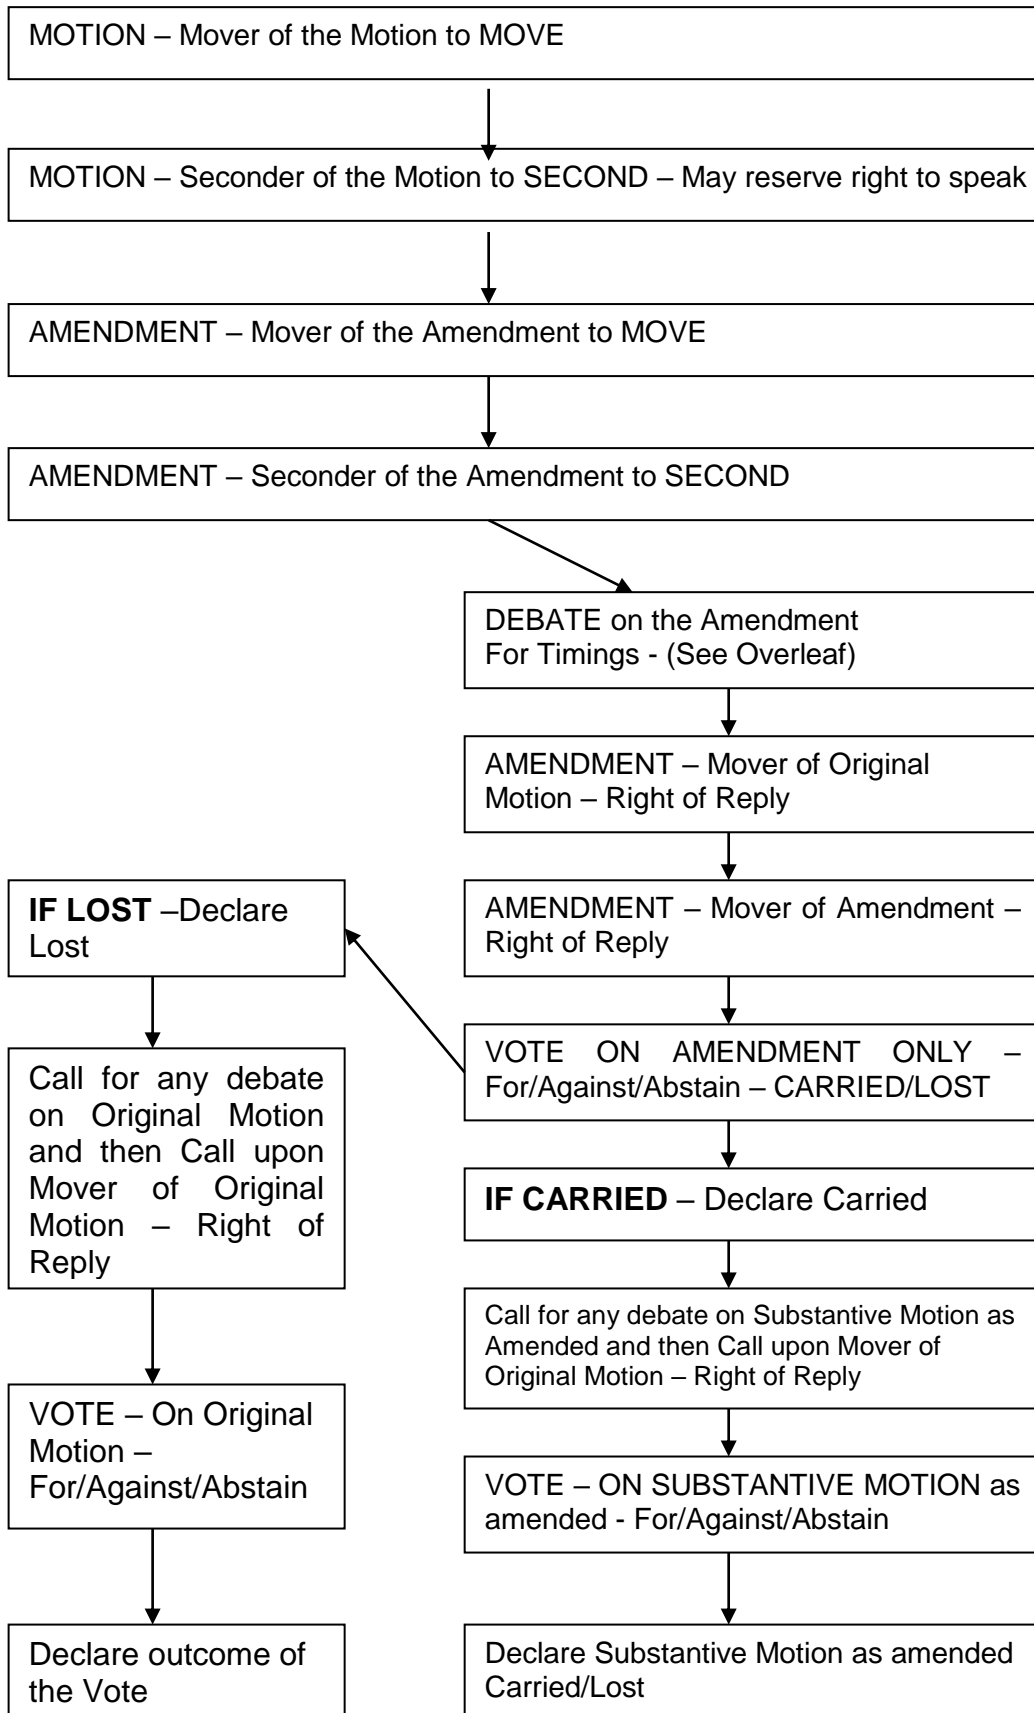 MOTION – Mover of the Motion to MOVE
MOTION – Seconder of the Motion to SECOND – May reserve right to speak
AMENDMENT – Mover of the Amendment to MOVE
AMENDMENT – Seconder of the Amendment to SECOND
DEBATE on the Amendment
For Timings - (See Overleaf)
AMENDMENT – Mover of Original
Motion – Right of Reply
AMENDMENT – Mover of Amendment –
Right of Reply
VOTE ON AMENDMENT ONLY –
For/Against/Abstain – CARRIED/LOST
IF LOST –Declare
Lost
Call for any debate
on Original Motion
and then Call upon
Mover of Original
Motion – Right of
Reply
VOTE – On Original
Motion –
For/Against/Abstain
Declare outcome of
the Vote
IF CARRIED – Declare Carried
Call for any debate on Substantive Motion as
Amended and then Call upon Mover of
Original Motion – Right of Reply
VOTE – ON SUBSTANTIVE MOTION as
amended - For/Against/Abstain
Declare Substantive Motion as amended
Carried/Lost